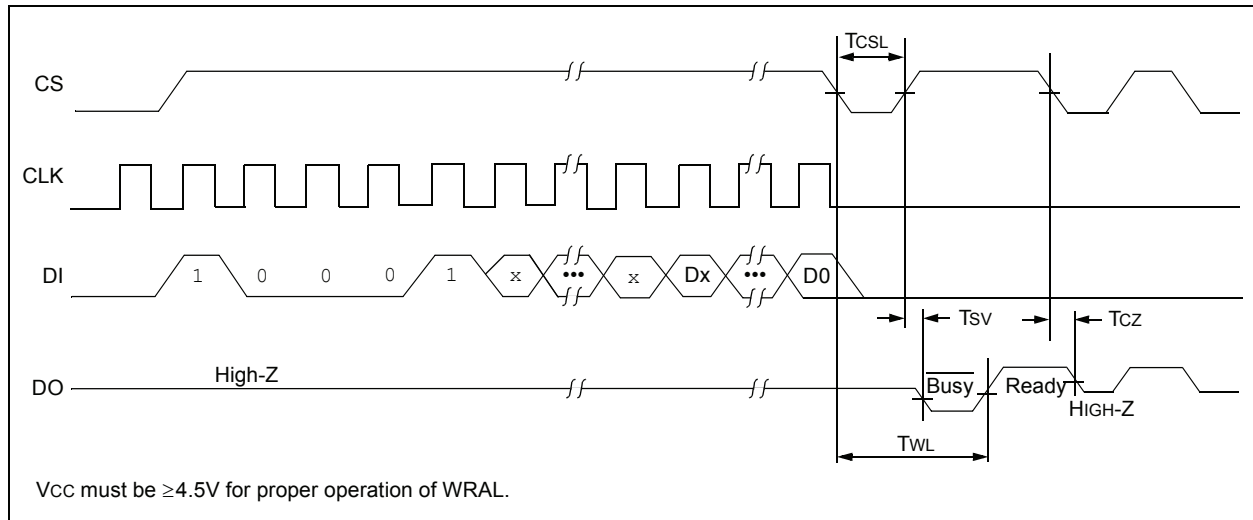 TCSL
CS
CLK
DI 1 0 0 0 1 x ••• x Dx ••• D0
TSV TCZ
High-Z
DO Busy Ready
HIGH-Z
TWL
VCC must be ≥4.5V for proper operation of WRAL.